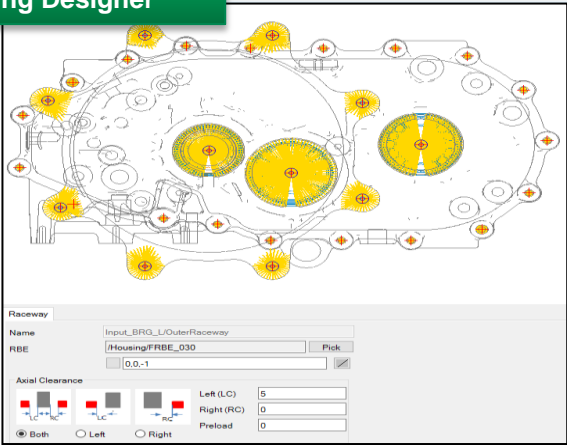 ng Designer
Raceway
Name Input_BRG_L/OuterRaceway
RBE /Housing/FRBE_030 Pick
0,0,-1
Axial Clearance
LC RC LC RC
Left (LC) 5
Right (RC) 0
Preload 0
Both Left Right